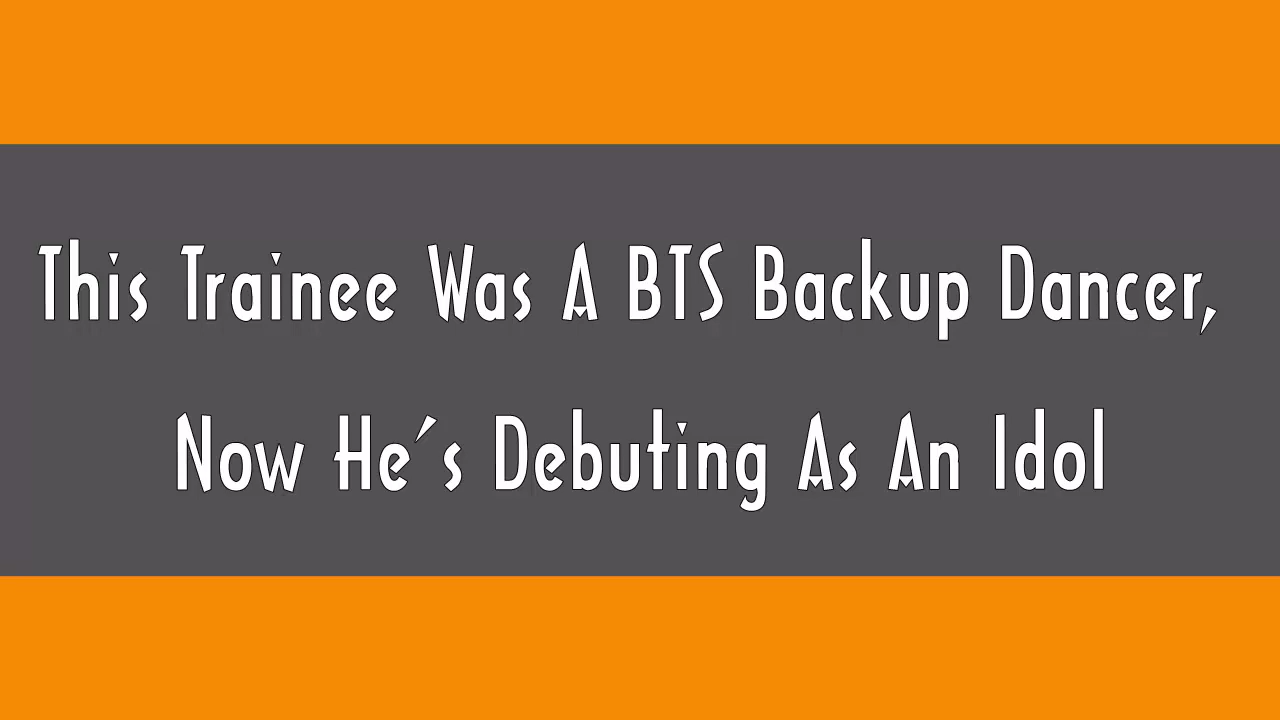 This Trainee Was A BTS Backup Dancer,
Now He's Debuting As An Idol